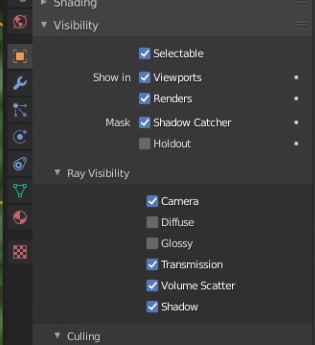 Shading
Visibility
Selectable
Show in Viewports
Renders
Mask Shadow Catcher
Holdout
Ray Visibility
Camera
Diffuse
Glossy
Transmission
Volume Scatter
Shadow
Culling